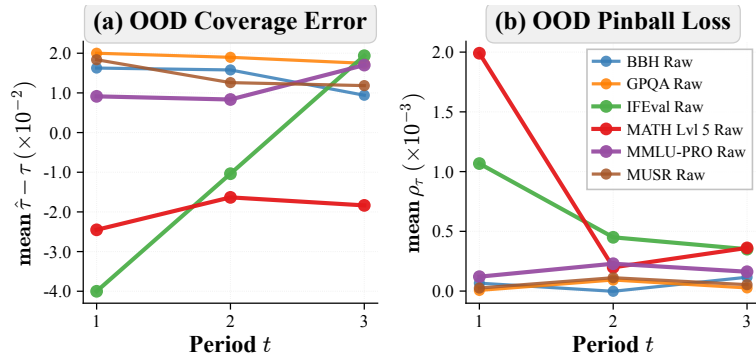 (a) OOD Coverage Error
mean τ̂ − τ (×10⁻²)
2.0
1.0
0.0
-1.0
-2.0
-3.0
-4.0
1
2
3
Period t
(b) OOD Pinball Loss
mean ρ_τ (×10⁻³)
2.0
1.5
1.0
0.5
0.0
BBH Raw
GPQA Raw
IFEval Raw
MATH Lvl 5 Raw
MMLU-PRO Raw
MUSR Raw
1
2
3
Period t